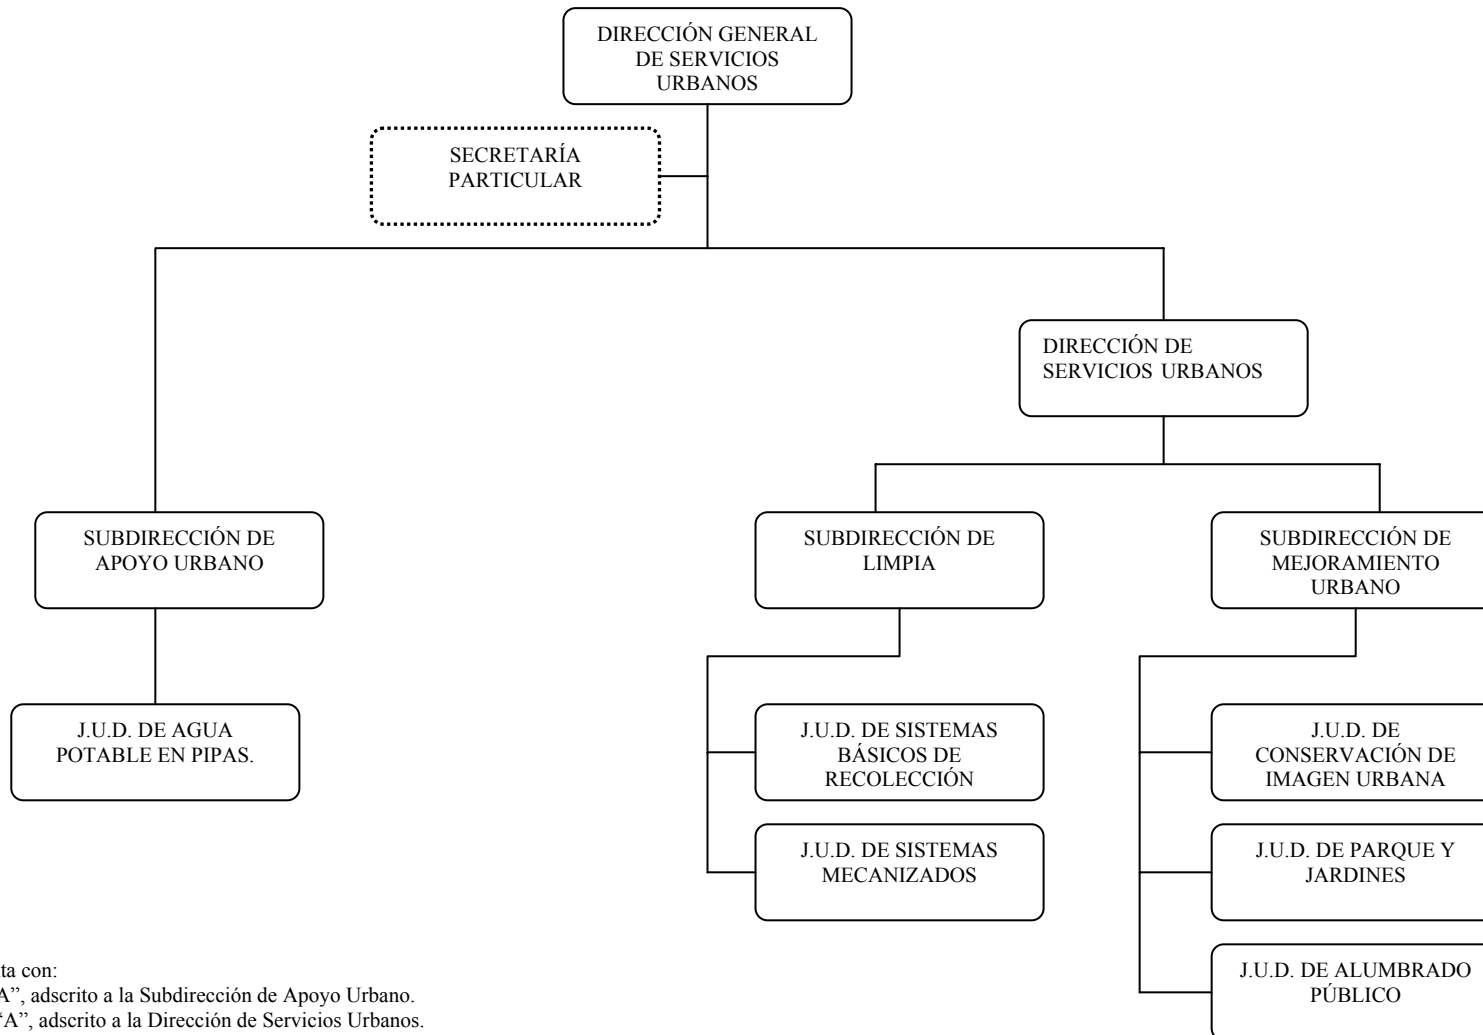 DIRECCIÓN GENERAL
DE SERVICIOS
URBANOS
SECRETARÍA
PARTICULAR
DIRECCIÓN DE
SERVICIOS URBANOS
SUBDIRECCIÓN DE
APOYO URBANO
SUBDIRECCIÓN DE
LIMPIA
SUBDIRECCIÓN DE
MEJORAMIENTO
URBANO
J.U.D. DE AGUA
POTABLE EN PIPAS.
J.U.D. DE SISTEMAS
BÁSICOS DE
RECOLECCIÓN
J.U.D. DE SISTEMAS
MECANIZADOS
J.U.D. DE
CONSERVACIÓN DE
IMAGEN URBANA
J.U.D. DE PARQUE Y
JARDINES
J.U.D. DE ALUMBRADO
PÚBLICO
ta con:
A”, adscrito a la Subdirección de Apoyo Urbano.
“A”, adscrito a la Dirección de Servicios Urbanos.